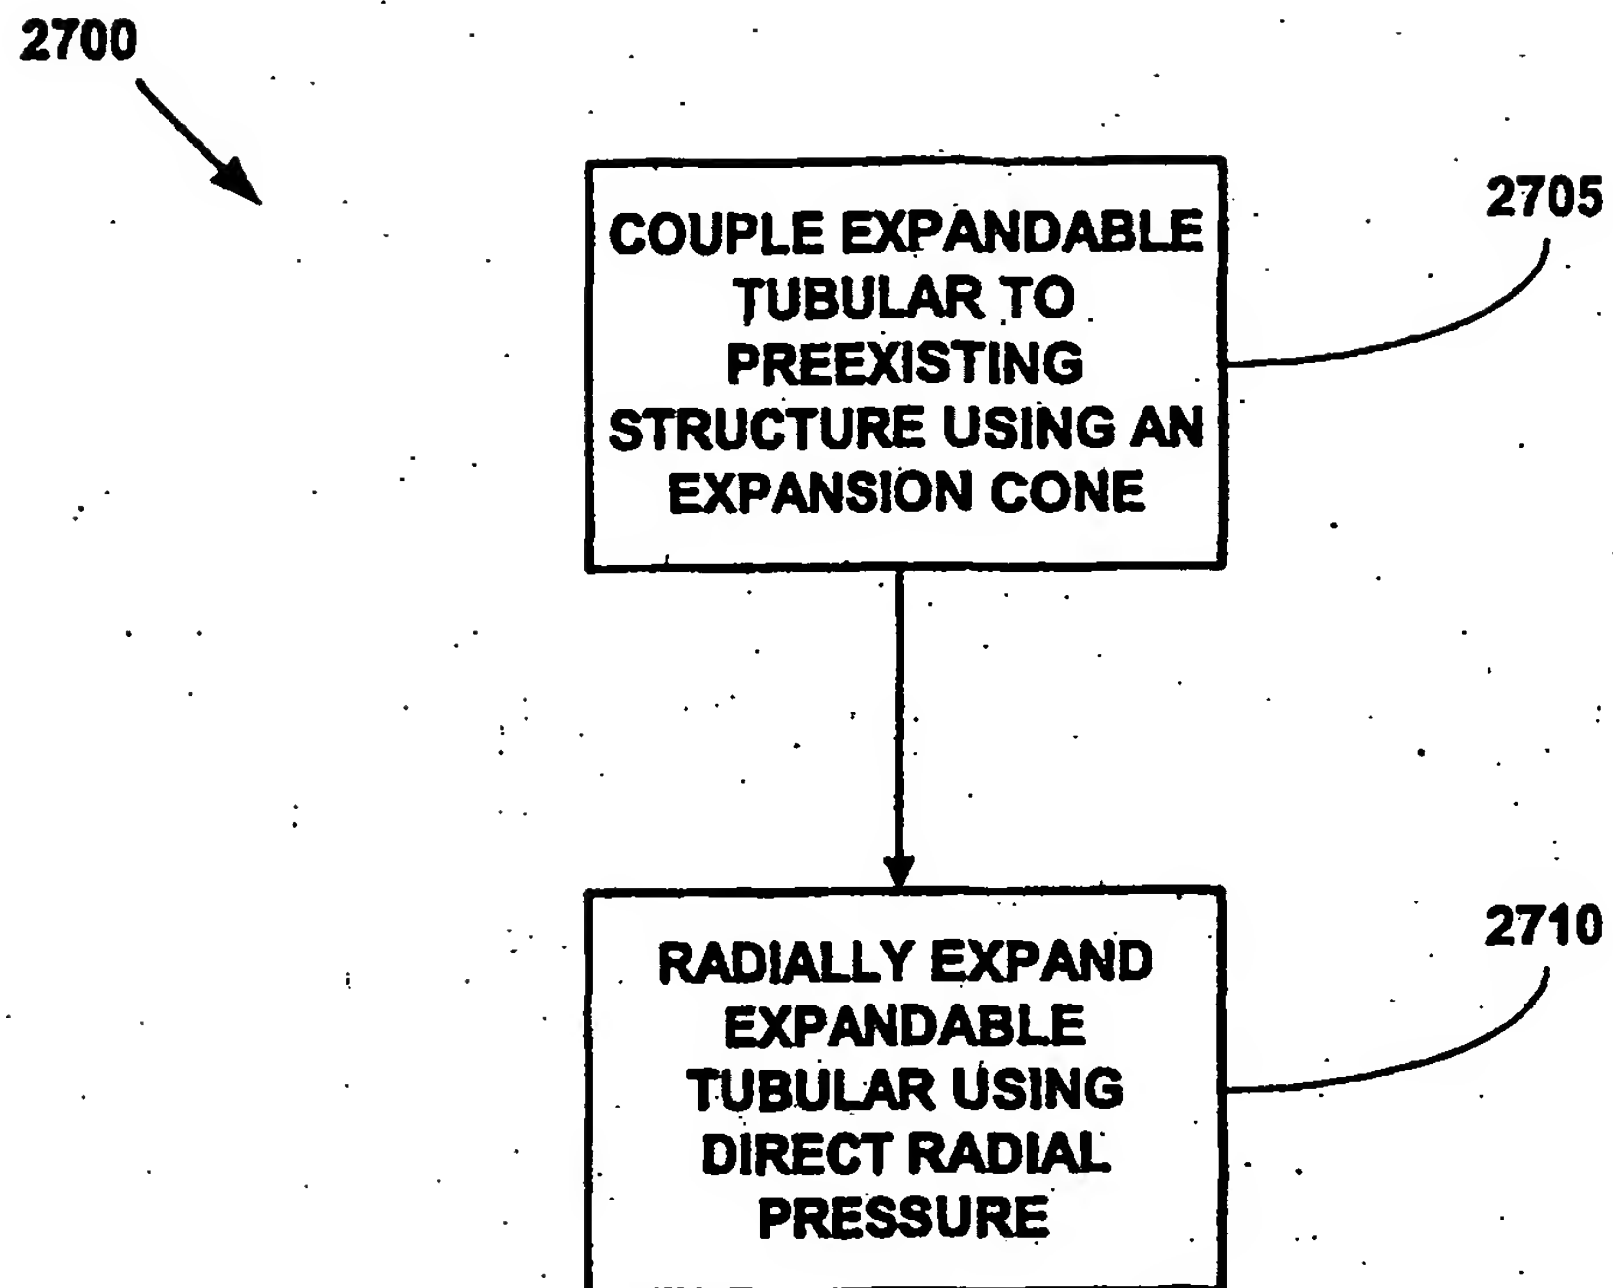 2700
2705
COUPLE EXPANDABLE
TUBULAR TO
PREEXISTING
STRUCTURE USING AN
EXPANSION CONE
2710
RADIALLY EXPAND
EXPANDABLE
TUBULAR USING
DIRECT RADIAL
PRESSURE